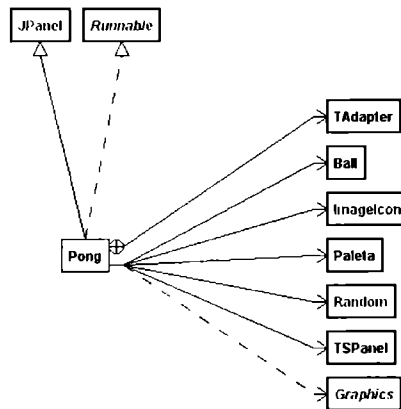 JPanel
Runnable
TAdapter
Ball
ImageIcon
Pong
Paleta
Random
TSPanel
Graphics